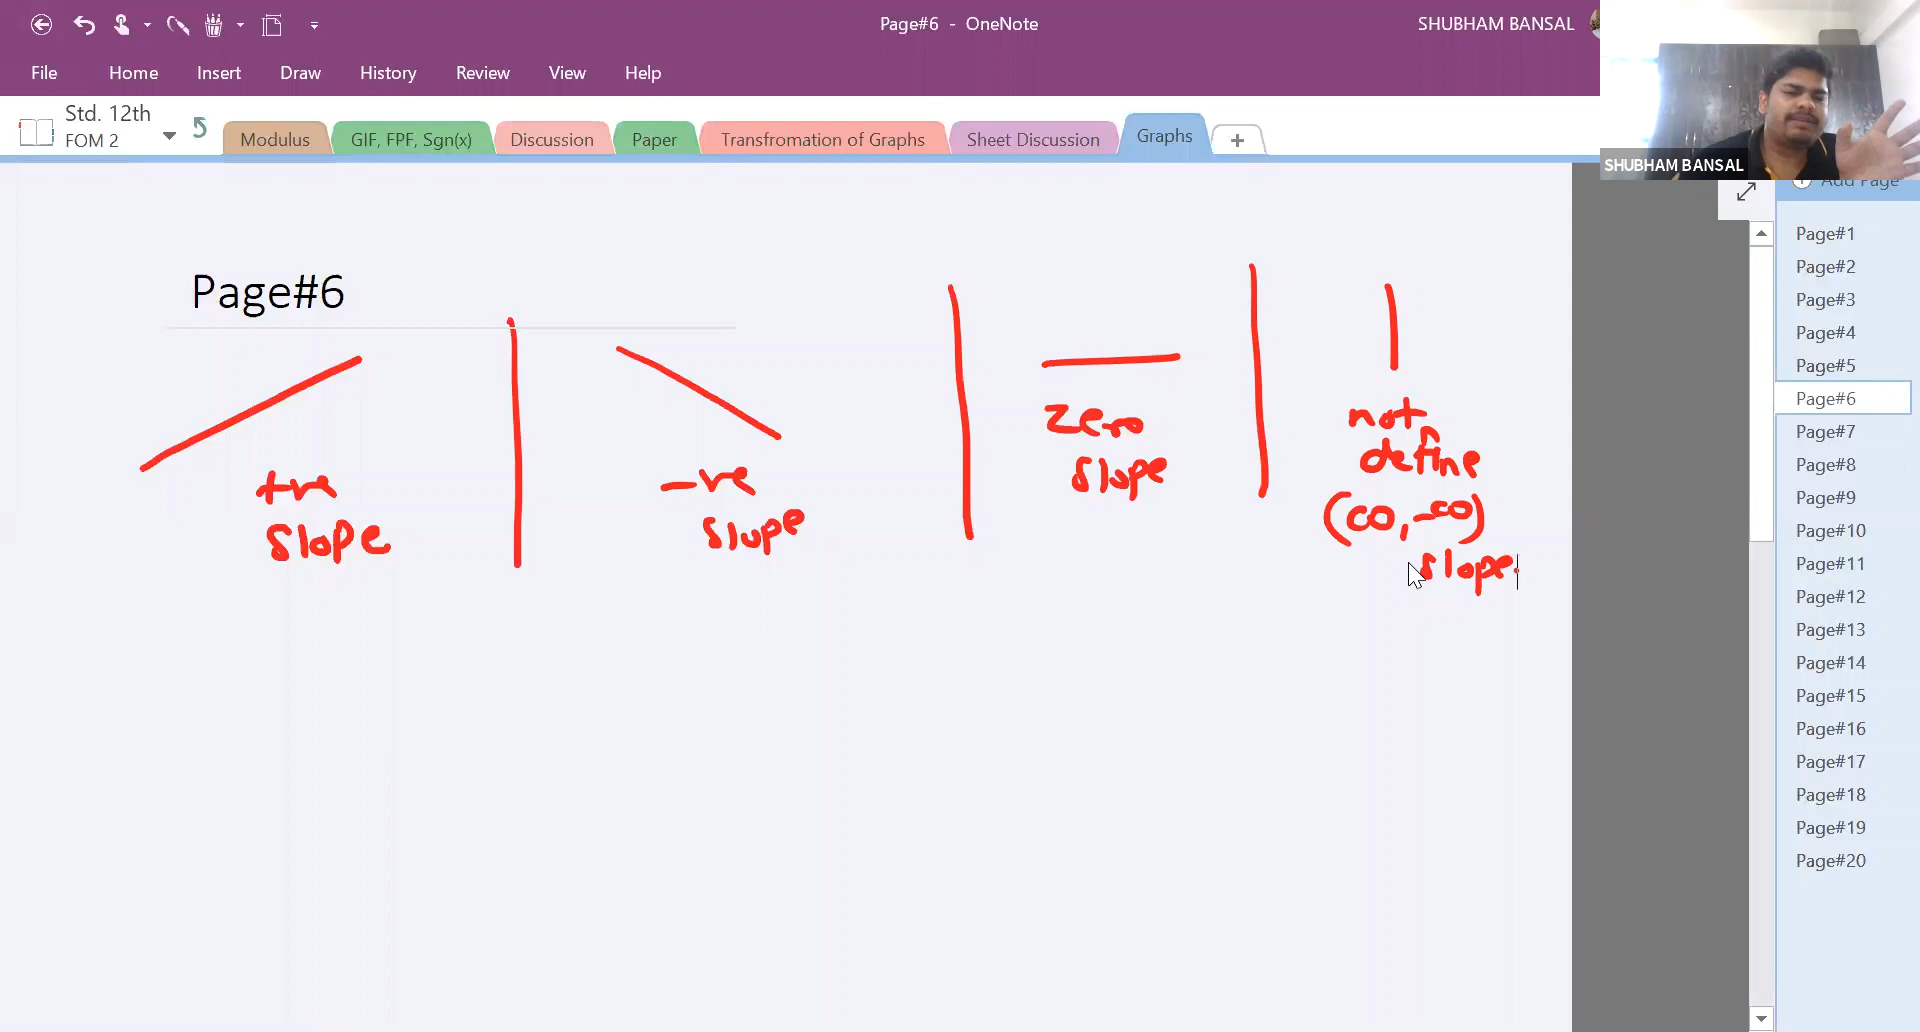 Page#6 - OneNote
SHUBHAM BANSAL
File Home Insert Draw History Review View Help
Std. 12th
FOM 2
Modulus GIF, FPF, Sgn(x) Discussion Paper Transfromation of Graphs Sheet Discussion Graphs +
SHUBHAM BANSAL
Add Page
Page#1
Page#2
Page#3
Page#4
Page#5
Page#6
Page#7
Page#8
Page#9
Page#10
Page#11
Page#12
Page#13
Page#14
Page#15
Page#16
Page#17
Page#18
Page#19
Page#20
Page#6
+ve
slope
-ve
slope
zero
slope
not
define
(∞, -∞)
slope.